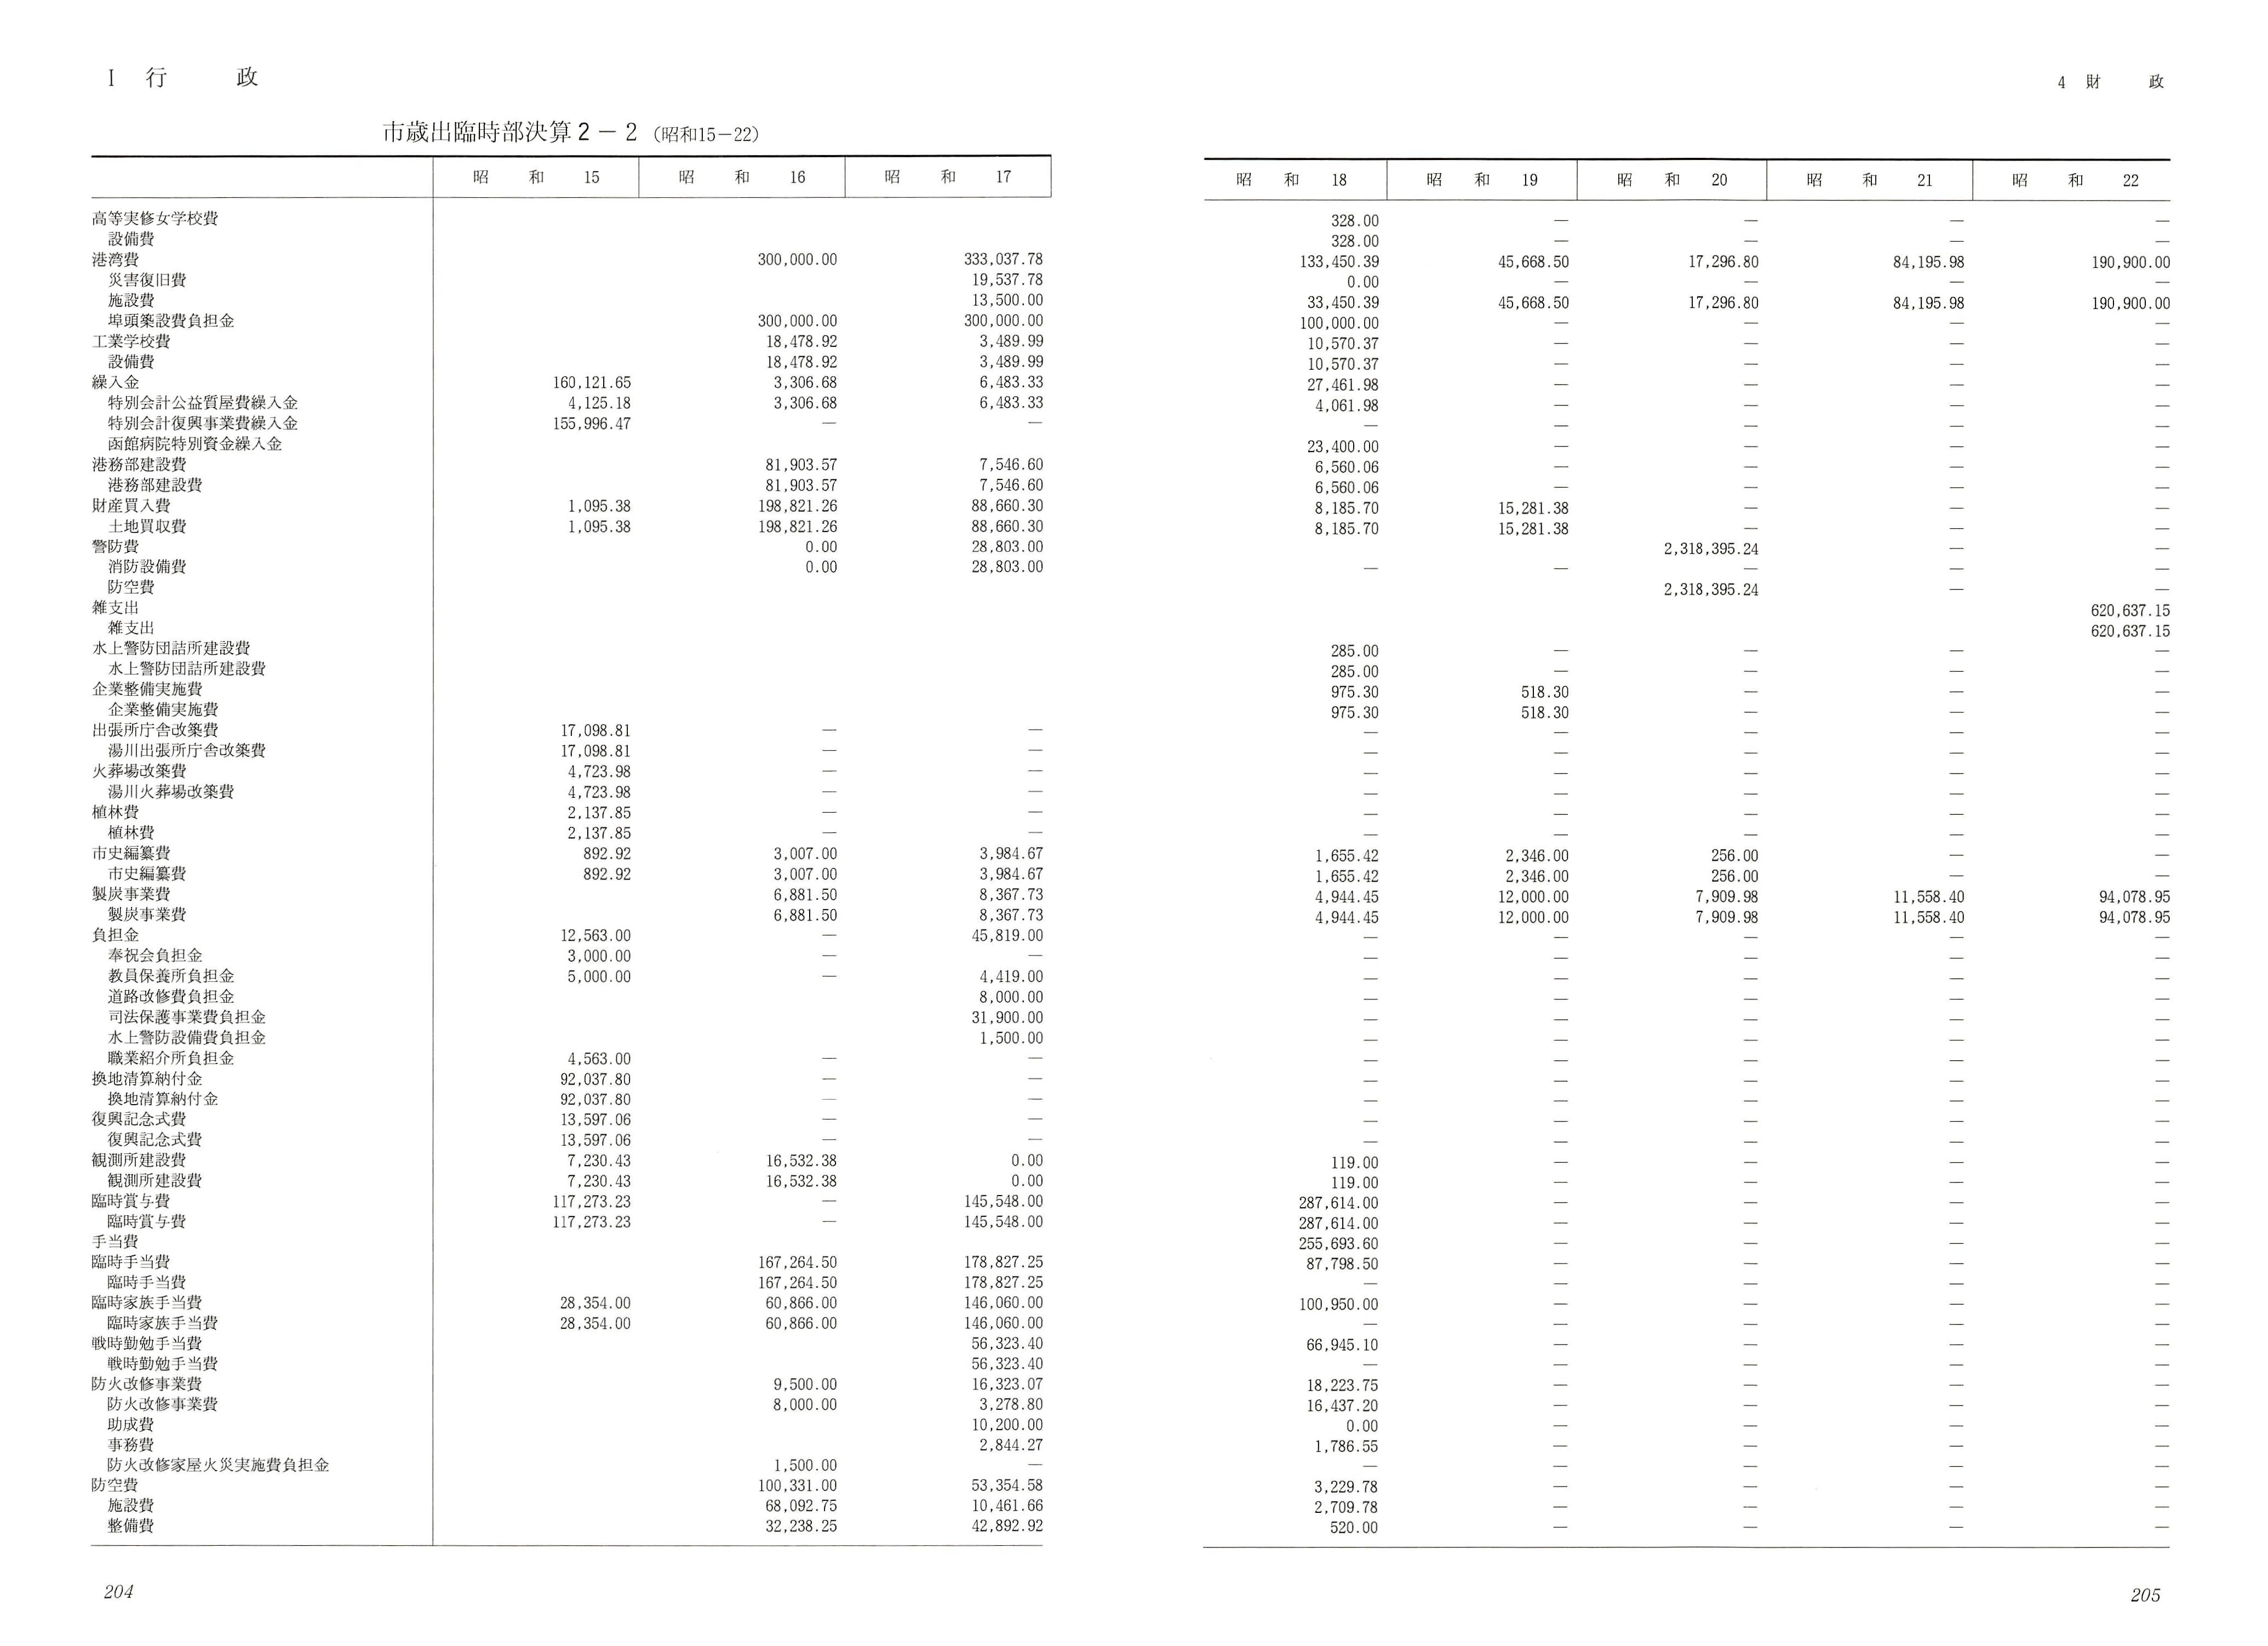 I 行 政
市歳出臨時部決算2－2（昭和15－22）
昭和15 昭和16 昭和17
高等実修女学校費
設備費
港湾費 300,000.00 333,037.78
災害復旧費 19,537.78
施設費 13,500.00
埠頭築設費負担金 300,000.00 300,000.00
工業学校費 18,478.92 3,489.99
設備費 18,478.92 3,489.99
繰入金 160,121.65 3,306.68 6,483.33
特別会計公益質屋費繰入金 4,125.18 3,306.68 6,483.33
特別会計復興事業費繰入金 155,996.47 — —
函館病院特別資金繰入金
港務部建設費 81,903.57 7,546.60
港務部建設費 81,903.57 7,546.60
財産買入費 1,095.38 198,821.26 88,660.30
土地買収費 1,095.38 198,821.26 88,660.30
警防費 0.00 28,803.00
消防設備費 0.00 28,803.00
防空費
雑支出
雑支出
水上警防団詰所建設費
水上警防団詰所建設費
企業整備実施費
企業整備実施費
出張所庁舎改築費 17,098.81 — —
湯川出張所庁舎改築費 17,098.81 — —
火葬場改築費 4,723.98 — —
湯川火葬場改築費 4,723.98 — —
植林費 2,137.85 — —
植林費 2,137.85 — —
市史編纂費 892.92 3,007.00 3,984.67
市史編纂費 892.92 3,007.00 3,984.67
製炭事業費 6,881.50 8,367.73
製炭事業費 6,881.50 8,367.73
負担金 12,563.00 — 45,819.00
奉祝会負担金 3,000.00 — —
教員保養所負担金 5,000.00 — 4,419.00
道路改修費負担金 8,000.00
司法保護事業費負担金 31,900.00
水上警防設備費負担金 1,500.00
職業紹介所負担金 4,563.00 — —
換地清算納付金 92,037.80 — —
換地清算納付金 92,037.80 — —
復興記念式費 13,597.06 — —
復興記念式費 13,597.06 — —
観測所建設費 7,230.43 16,532.38 0.00
観測所建設費 7,230.43 16,532.38 0.00
臨時賞与費 117,273.23 — 145,548.00
臨時賞与費 117,273.23 — 145,548.00
手当費
臨時手当費 167,264.50 178,827.25
臨時手当費 167,264.50 178,827.25
臨時家族手当費 28,354.00 60,866.00 146,060.00
臨時家族手当費 28,354.00 60,866.00 146,060.00
戦時勤勉手当費 56,323.40
戦時勤勉手当費 56,323.40
防火改修事業費 9,500.00 16,323.07
防火改修事業費 8,000.00 3,278.80
助成費 10,200.00
事務費 2,844.27
防火改修家屋火災実施費負担金 1,500.00 —
防空費 100,331.00 53,354.58
施設費 68,092.75 10,461.66
整備費 32,238.25 42,892.92
204
4 財 政
昭和18 昭和19 昭和20 昭和21 昭和22
328.00 — — — —
328.00 — — — —
133,450.39 45,668.50 17,296.80 84,195.98 190,900.00
0.00 — — — —
33,450.39 45,668.50 17,296.80 84,195.98 190,900.00
100,000.00 — — — —
10,570.37 — — — —
10,570.37 — — — —
27,461.98 — — — —
4,061.98 — — — —
— — — — —
23,400.00 — — — —
6,560.06 — — — —
6,560.06 — — — —
8,185.70 15,281.38 — — —
8,185.70 15,281.38 — — —
2,318,395.24 — —
— — — — —
2,318,395.24 — —
620,637.15
620,637.15
285.00 — — — —
285.00 — — — —
975.30 518.30 — — —
975.30 518.30 — — —
— — — — —
— — — — —
— — — — —
— — — — —
— — — — —
— — — — —
1,655.42 2,346.00 256.00 — —
1,655.42 2,346.00 256.00 — —
4,944.45 12,000.00 7,909.98 11,558.40 94,078.95
4,944.45 12,000.00 7,909.98 11,558.40 94,078.95
— — — — —
— — — — —
— — — — —
— — — — —
— — — — —
— — — — —
— — — — —
— — — — —
— — — — —
— — — — —
— — — — —
119.00 — — — —
119.00 — — — —
287,614.00 — — — —
287,614.00 — — — —
255,693.60 — — — —
87,798.50 — — — —
— — — — —
100,950.00 — — — —
— — — — —
66,945.10 — — — —
— — — — —
18,223.75 — — — —
16,437.20 — — — —
0.00 — — — —
1,786.55 — — — —
— — — — —
3,229.78 — — — —
2,709.78 — — — —
520.00 — — — —
205